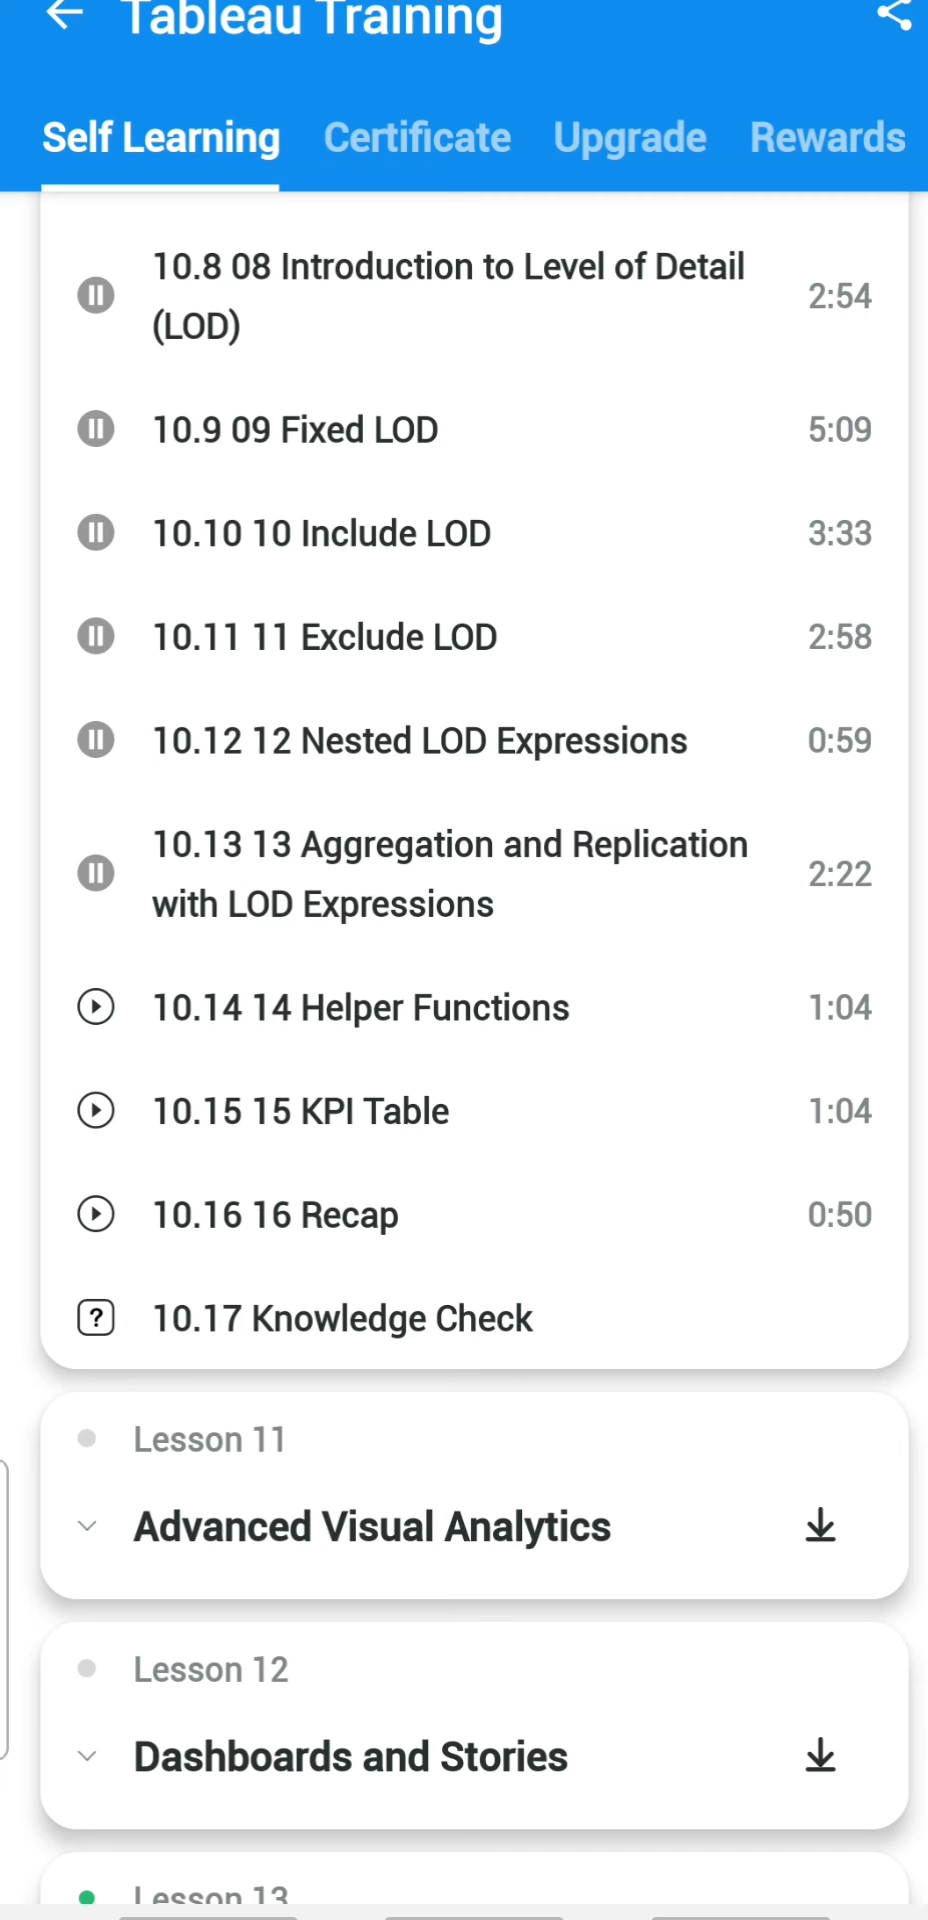 Tableau Training
Self Learning Certificate Upgrade Rewards
10.8 08 Introduction to Level of Detail
(LOD)
2:54
10.9 09 Fixed LOD 5:09
10.10 10 Include LOD 3:33
10.11 11 Exclude LOD 2:58
10.12 12 Nested LOD Expressions 0:59
10.13 13 Aggregation and Replication
with LOD Expressions
2:22
10.14 14 Helper Functions 1:04
10.15 15 KPI Table 1:04
10.16 16 Recap 0:50
? 10.17 Knowledge Check
Lesson 11
Advanced Visual Analytics
Lesson 12
Dashboards and Stories
Lesson 13